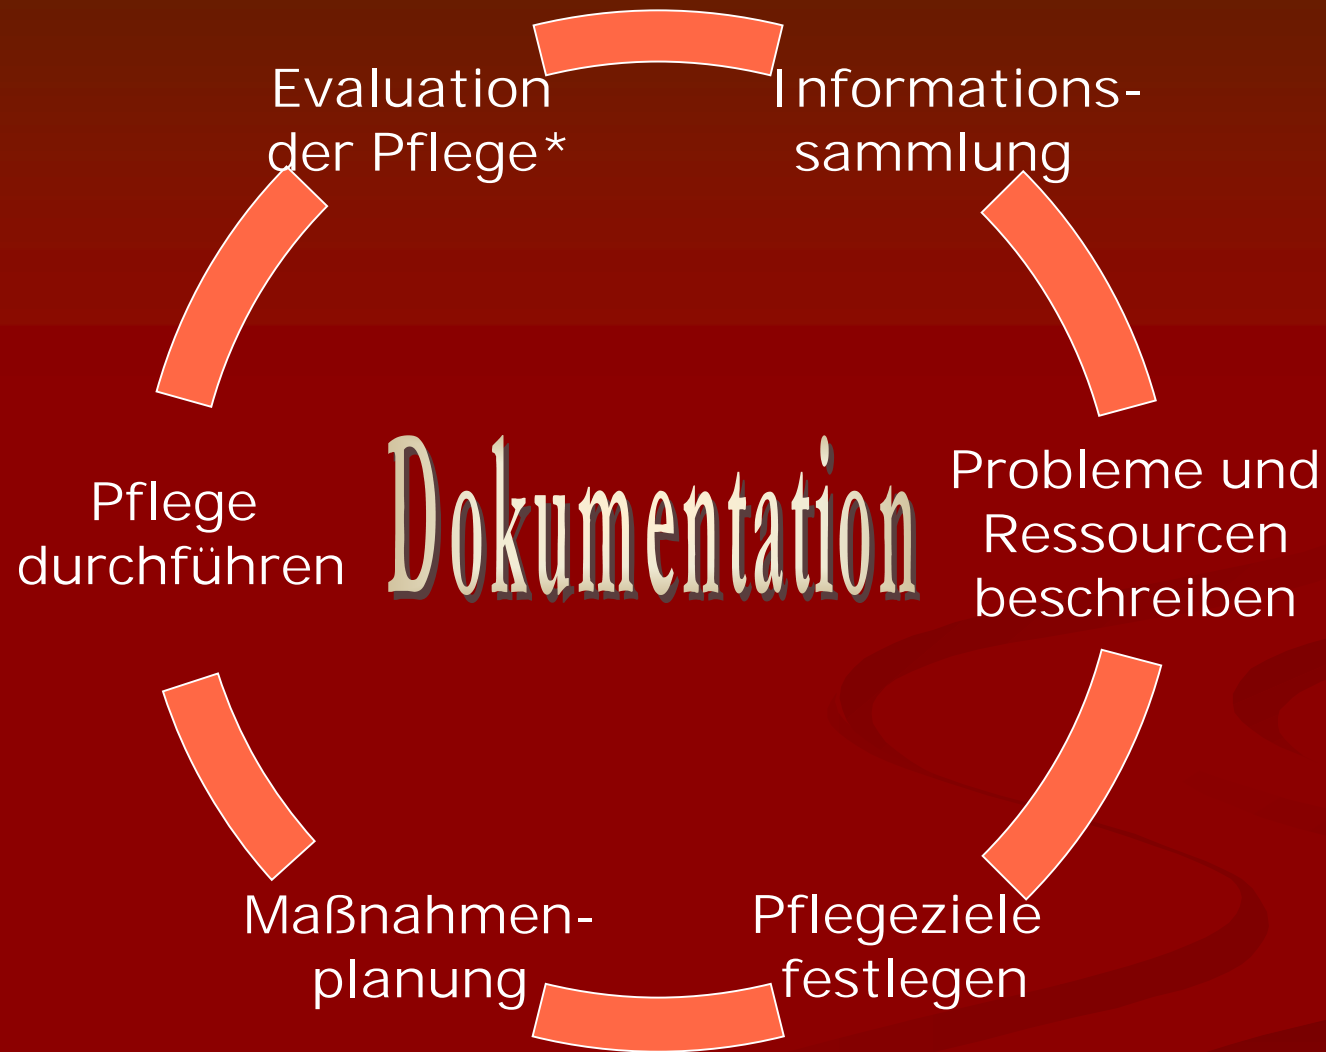 Evaluation
der Pflege*
Informations-
sammlung
Pflege
durchführen
Dokumentation
Probleme und
Ressourcen
beschreiben
Maßnahmen-
planung
Pflegeziele
festlegen